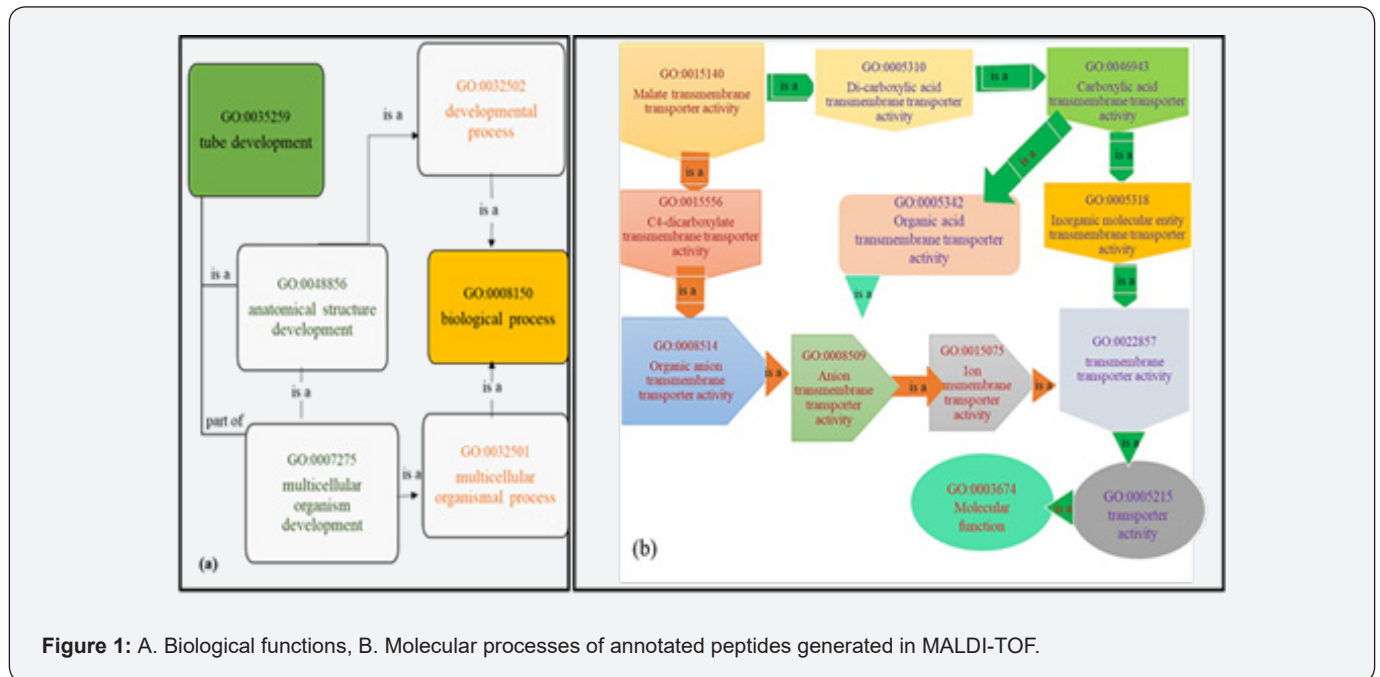 GO:0035259
tube development
is a
GO:0048856
anatomical structure
development
is a
part of
GO:0007275
multicellular
organism
development
is a
GO:0032502
developmental
process
is a
is a
GO:0008150
biological process
is a
GO:0032501
multicellular
organismal process
(a)
GO:0015140
Malate transmembrane
transporter activity
is a
GO:0005310
Di-carboxylic acid
transmembrane transporter
activity
is a
GO:0046943
Carboxylic acid
transmembrane transporter
activity
is a
is a
is a
GO:0015556
C4-dicarboxylate
transmembrane transporter
activity
GO:0005342
Organic acid
transmembrane transporter
activity
GO:0005318
Inorganic molecular entity
transmembrane transporter
activity
is a
is a
is a
GO:0008514
Organic anion
transmembrane
transporter activity
is a
GO:0008509
Anion
transmembrane
transporter
activity
is a
GO:0015075
Ion
nsmembrane
transporter
activity
is a
GO:0022857
transmembrane
transporter activity
is a
GO:0003674
Molecular
function
is a
GO:0005215
transporter
activity
(b)
Figure 1: A. Biological functions, B. Molecular processes of annotated peptides generated in MALDI-TOF.